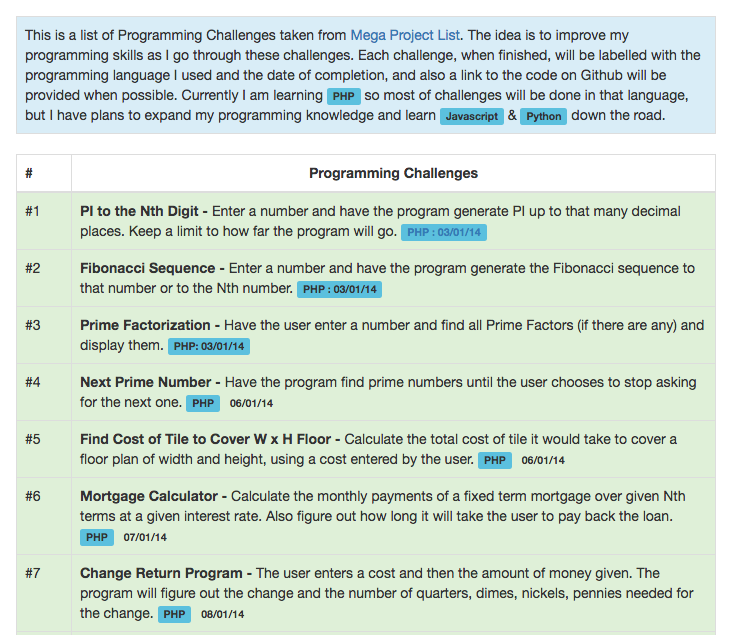 This is a list of Programming Challenges taken from Mega Project List. The idea is to improve my
programming skills as I go through these challenges. Each challenge, when finished, will be labelled with the
programming language I used and the date of completion, and also a link to the code on Github will be
provided when possible. Currently I am learning PHP so most of challenges will be done in that language,
but I have plans to expand my programming knowledge and learn Javascript & Python down the road.
# Programming Challenges
#1 PI to the Nth Digit - Enter a number and have the program generate PI up to that many decimal
places. Keep a limit to how far the program will go. PHP : 03/01/14
#2 Fibonacci Sequence - Enter a number and have the program generate the Fibonacci sequence to
that number or to the Nth number. PHP : 03/01/14
#3 Prime Factorization - Have the user enter a number and find all Prime Factors (if there are any) and
display them. PHP: 03/01/14
#4 Next Prime Number - Have the program find prime numbers until the user chooses to stop asking
for the next one. PHP 06/01/14
#5 Find Cost of Tile to Cover W x H Floor - Calculate the total cost of tile it would take to cover a
floor plan of width and height, using a cost entered by the user. PHP 06/01/14
#6 Mortgage Calculator - Calculate the monthly payments of a fixed term mortgage over given Nth
terms at a given interest rate. Also figure out how long it will take the user to pay back the loan.
PHP 07/01/14
#7 Change Return Program - The user enters a cost and then the amount of money given. The
program will figure out the change and the number of quarters, dimes, nickels, pennies needed for
the change. PHP 08/01/14